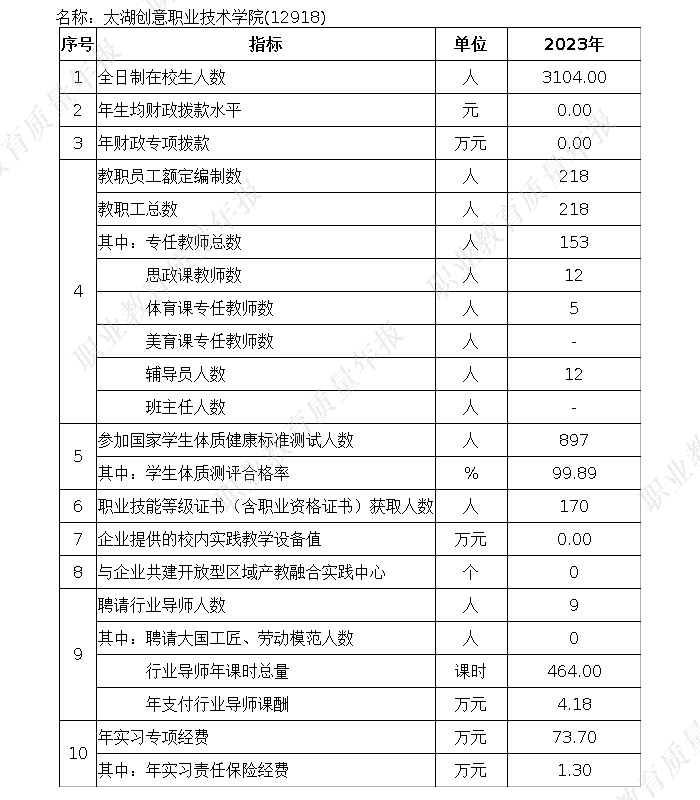 名称：太湖创意职业技术学院(12918)
序号 指标 单位 2023年
1 全日制在校生人数 人 3104.00
2 年生均财政拨款水平 元 0.00
3 年财政专项拨款 万元 0.00
4 教职员工额定编制数 人 218
教职工总数 人 218
其中：专任教师总数 人 153
思政课教师数 人 12
体育课专任教师数 人 5
美育课专任教师数 人 -
辅导员人数 人 12
班主任人数 人 -
5 参加国家学生体质健康标准测试人数 人 897
其中：学生体质测评合格率 % 99.89
6 职业技能等级证书（含职业资格证书）获取人数 人 170
7 企业提供的校内实践教学设备值 万元 0.00
8 与企业共建开放型区域产教融合实践中心 个 0
9 聘请行业导师人数 人 9
其中：聘请大国工匠、劳动模范人数 人 0
行业导师年课时总量 课时 464.00
年支付行业导师课酬 万元 4.18
10 年实习专项经费 万元 73.70
其中：年实习责任保险经费 万元 1.30
职业教育质量年报